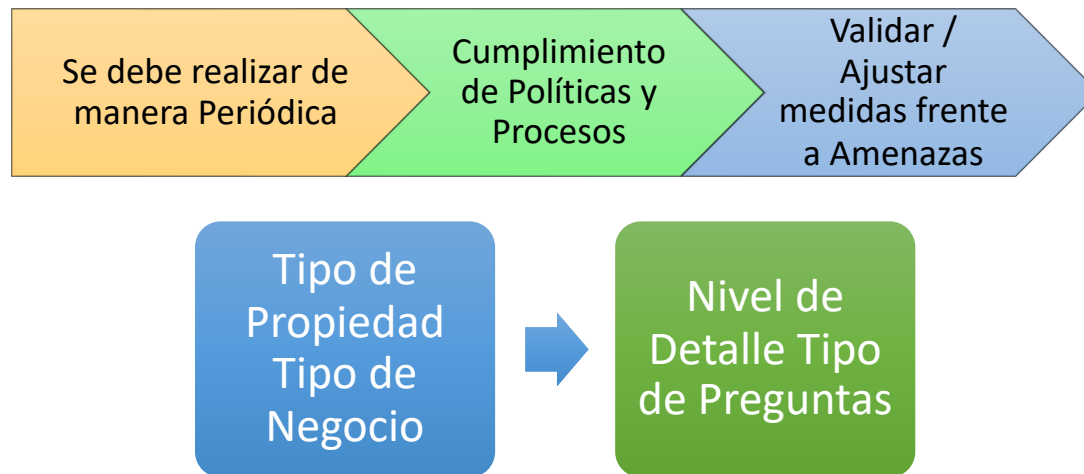 Se debe realizar de
manera Periódica
Cumplimiento
de Políticas y
Procesos
Validar /
Ajustar
medidas frente
a Amenazas
Tipo de
Propiedad
Tipo de
Negocio
Nivel de
Detalle Tipo
de Preguntas